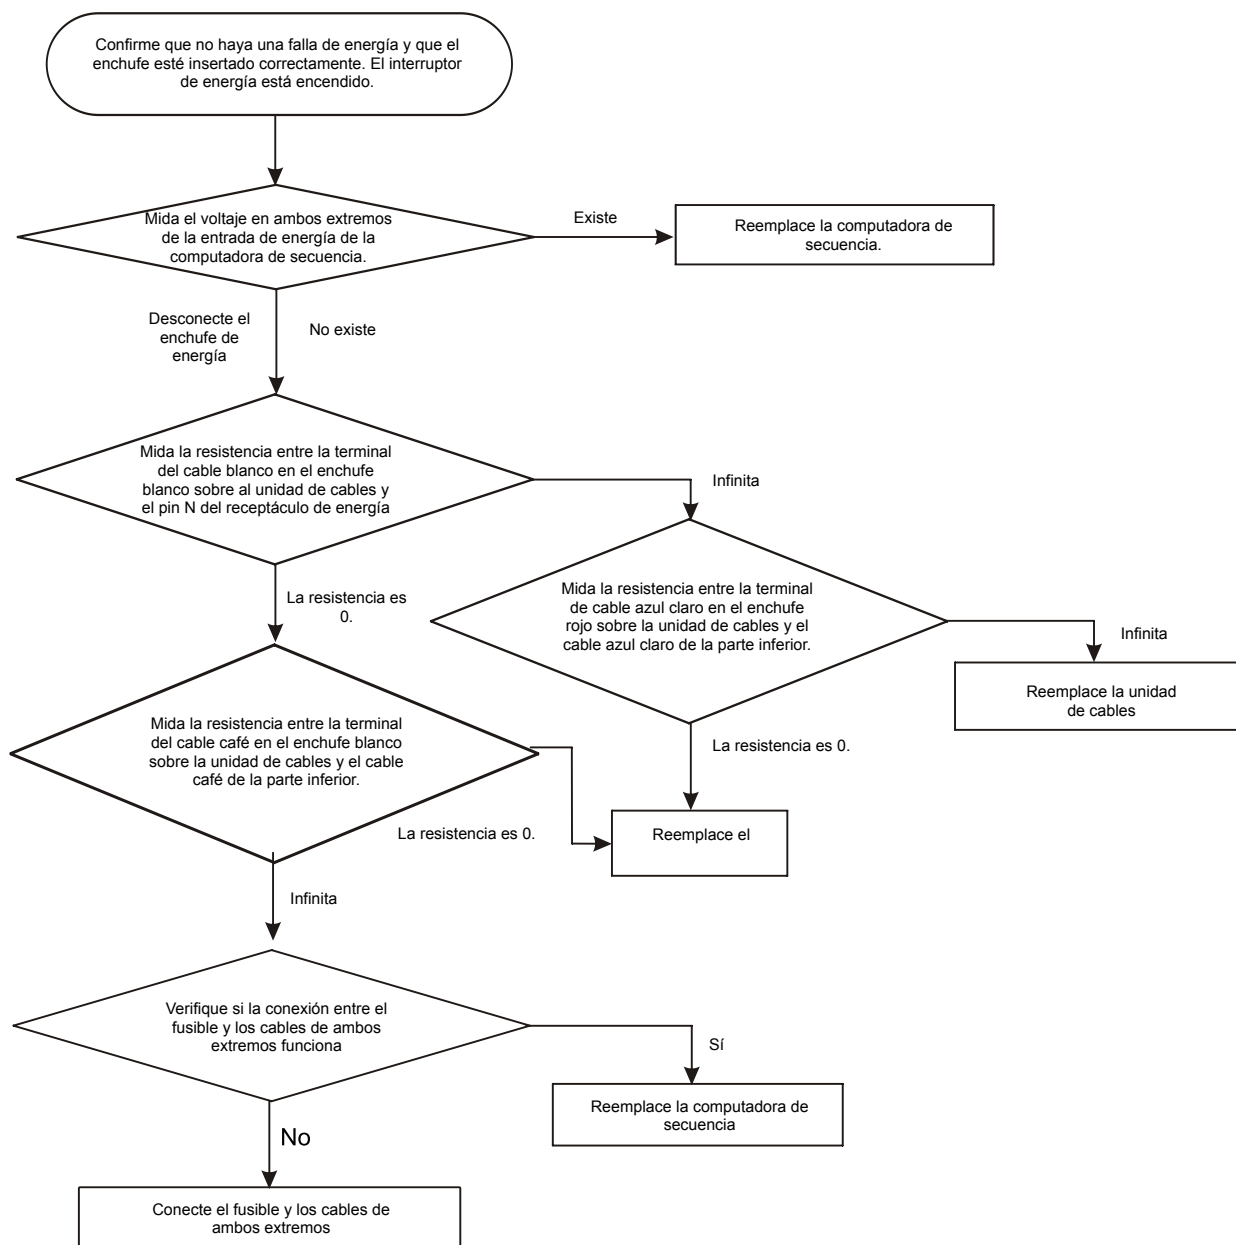 Confirme que no haya una falla de energía y que el
enchufe esté insertado correctamente. El interruptor
de energía está encendido.
Mida el voltaje en ambos extremos
de la entrada de energía de la
computadora de secuencia.
Existe
Reemplace la computadora de
secuencia.
Desconecte el
enchufe de
energía
No existe
Mida la resistencia entre la terminal
del cable blanco en el enchufe
blanco sobre al unidad de cables y
el pin N del receptáculo de energía
Infinita
La resistencia es
0.
Mida la resistencia entre la terminal
de cable azul claro en el enchufe
rojo sobre la unidad de cables y el
cable azul claro de la parte inferior.
Infinita
Reemplace la unidad
de cables
Mida la resistencia entre la terminal
del cable café en el enchufe blanco
sobre la unidad de cables y el cable
café de la parte inferior.
La resistencia es 0.
La resistencia es 0.
Reemplace el
Infinita
Verifique si la conexión entre el
fusible y los cables de ambos
extremos funciona
Sí
Reemplace la computadora de
secuencia
No
Conecte el fusible y los cables de
ambos extremos